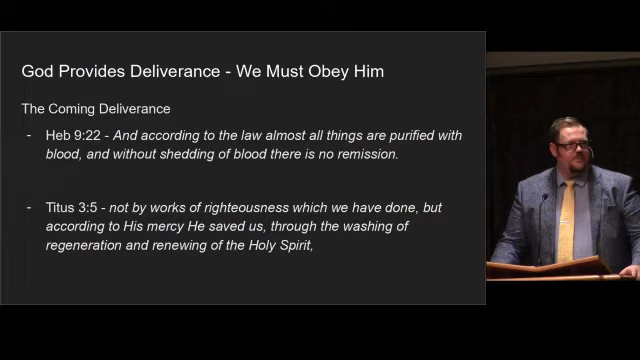 God Provides Deliverance - We Must Obey Him
The Coming Deliverance
- Heb 9:22 - And according to the law almost all things are purified with
blood, and without shedding of blood there is no remission.
- Titus 3:5 - not by works of righteousness which we have done, but
according to His mercy He saved us, through the washing of
regeneration and renewing of the Holy Spirit,